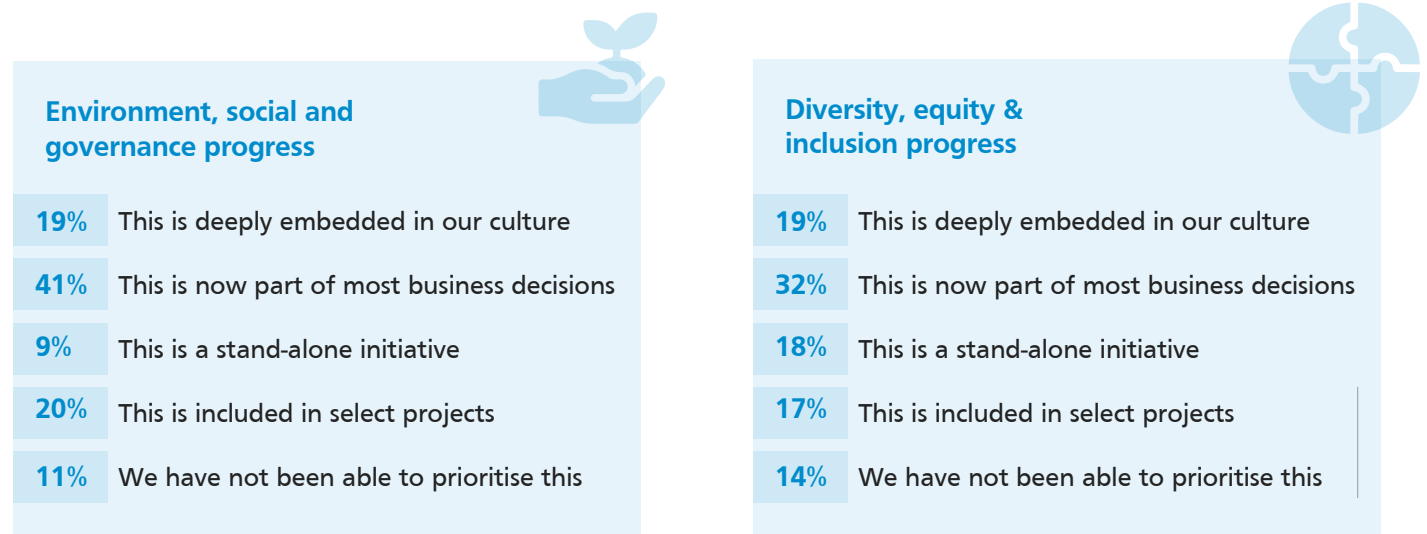 Environment, social and
governance progress
19% This is deeply embedded in our culture
41% This is now part of most business decisions
9% This is a stand-alone initiative
20% This is included in select projects
11% We have not been able to prioritise this
Diversity, equity &
inclusion progress
19% This is deeply embedded in our culture
32% This is now part of most business decisions
18% This is a stand-alone initiative
17% This is included in select projects
14% We have not been able to prioritise this